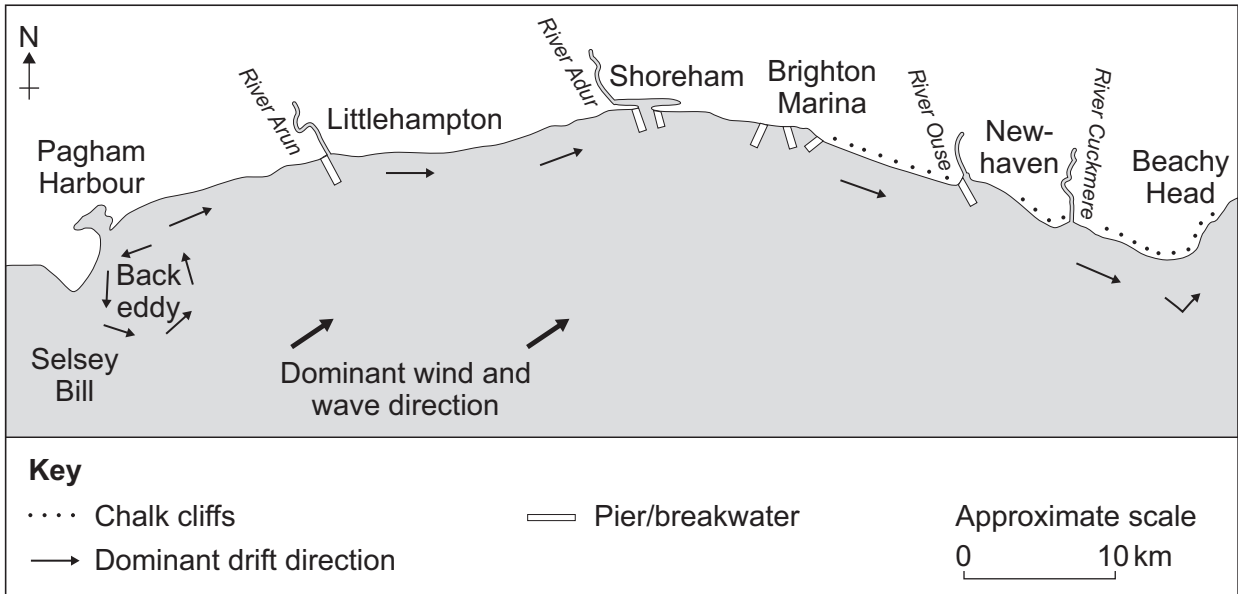 N
River Arun
River Adur
Shoreham
Brighton
Marina
River Ouse
New-
haven
River Cuckmere
Beachy
Head
Littlehampton
Pagham
Harbour
Back
eddy
Selsey
Bill
Dominant wind and
wave direction
Key
Chalk cliffs
Pier/breakwater
Approximate scale
Dominant drift direction
0 10 km